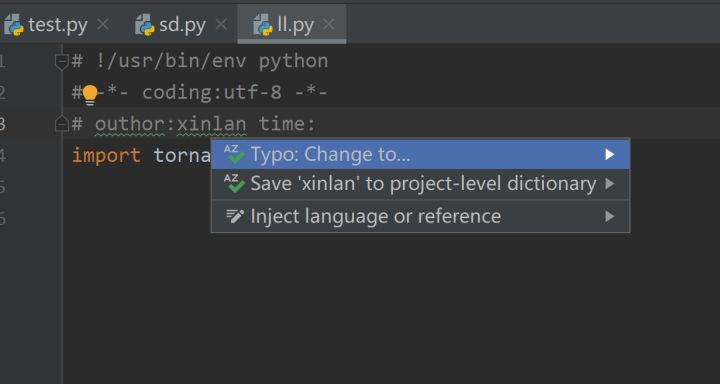 test.py sd.py ll.py
1 # !/usr/bin/env python
2 # -*- coding:utf-8 -*-
3 # outhor:xinlan time:
4 import torna
Typo: Change to...
5 Save 'xinlan' to project-level dictionary
6 Inject language or reference